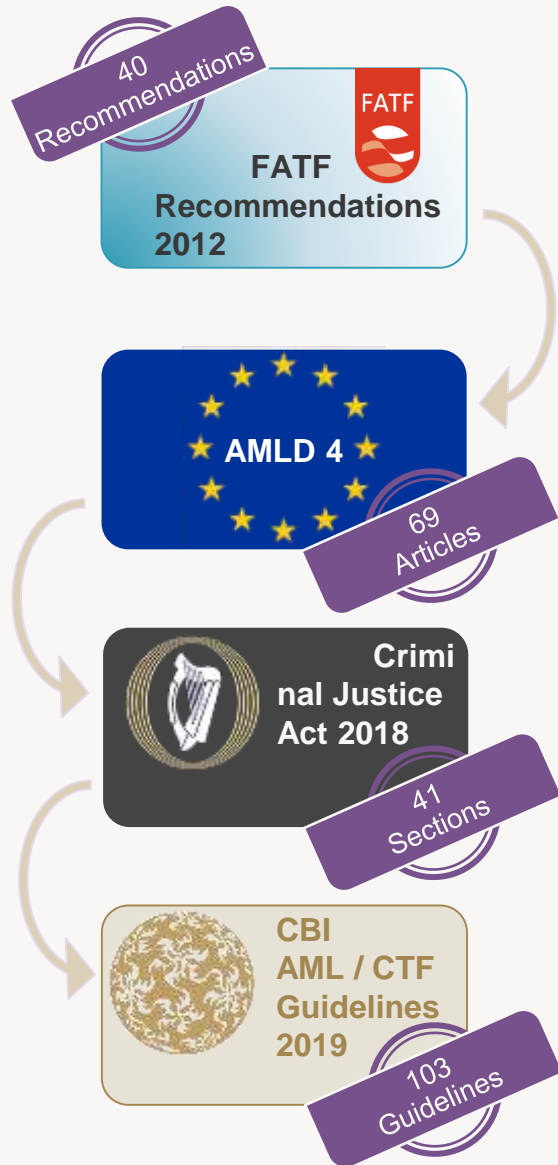 40
Recommendations
FATF
FATF
Recommendations
2012
AMLD 4
69
Articles
Crimi
nal Justice
Act 2018
41
Sections
CBI
AML / CTF
Guidelines
2019
103
Guidelines